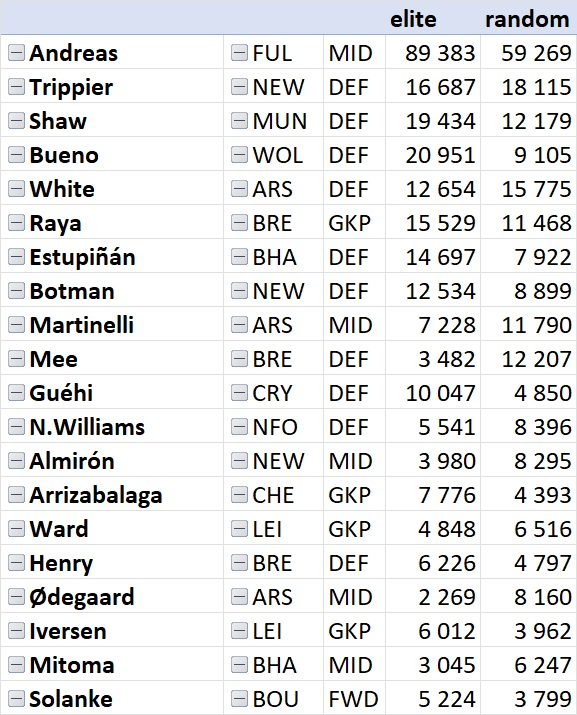 elite random
Andreas FUL MID 89 383 59 269
Trippier NEW DEF 16 687 18 115
Shaw MUN DEF 19 434 12 179
Bueno WOL DEF 20 951 9 105
White ARS DEF 12 654 15 775
Raya BRE GKP 15 529 11 468
Estupiñán BHA DEF 14 697 7 922
Botman NEW DEF 12 534 8 899
Martinelli ARS MID 7 228 11 790
Mee BRE DEF 3 482 12 207
Guéhi CRY DEF 10 047 4 850
N.Williams NFO DEF 5 541 8 396
Almirón NEW MID 3 980 8 295
Arrizabalaga CHE GKP 7 776 4 393
Ward LEI GKP 4 848 6 516
Henry BRE DEF 6 226 4 797
Ødegaard ARS MID 2 269 8 160
Iversen LEI GKP 6 012 3 962
Mitoma BHA MID 3 045 6 247
Solanke BOU FWD 5 224 3 799